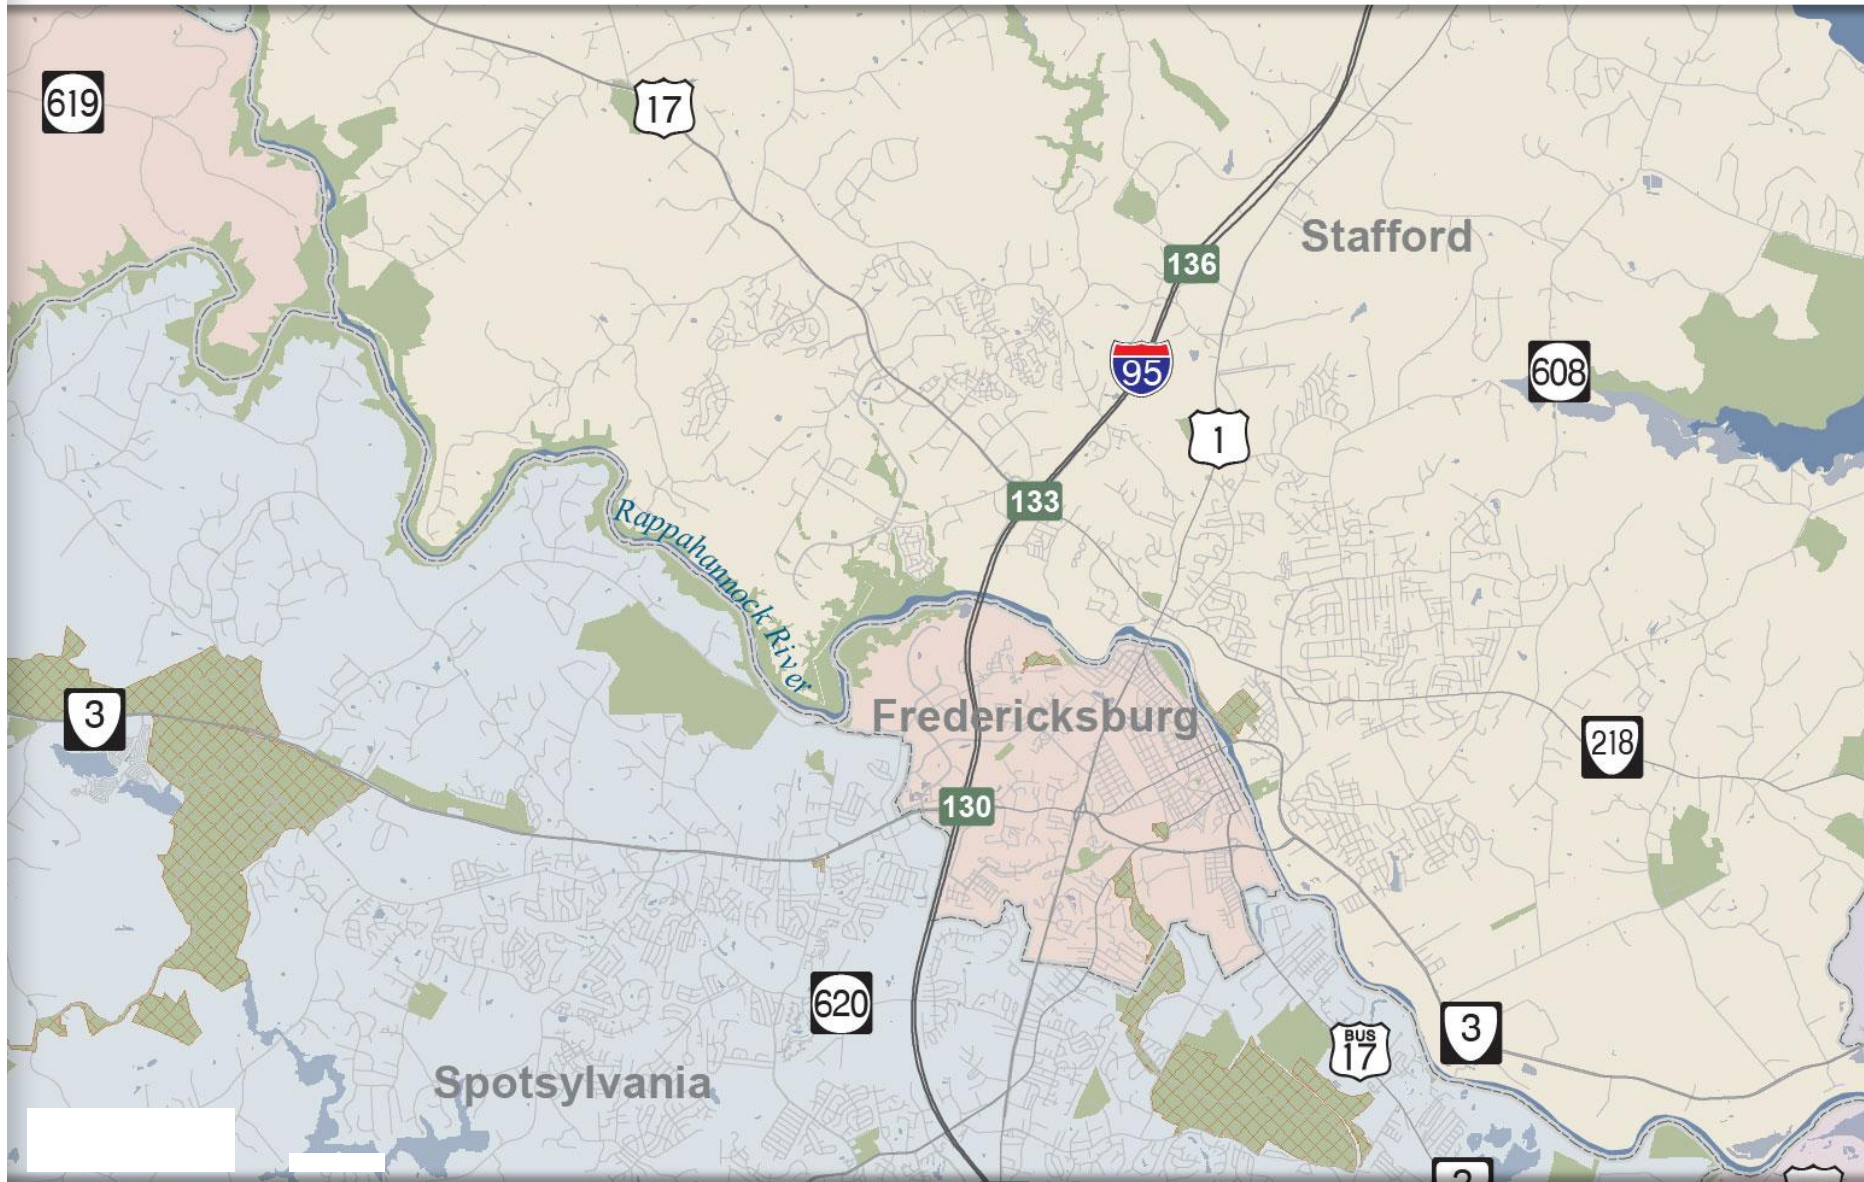 619
17
136
Stafford
95
608
1
133
Rappahannock River
3
Fredericksburg
218
130
620
3
BUS
17
Spotsylvania